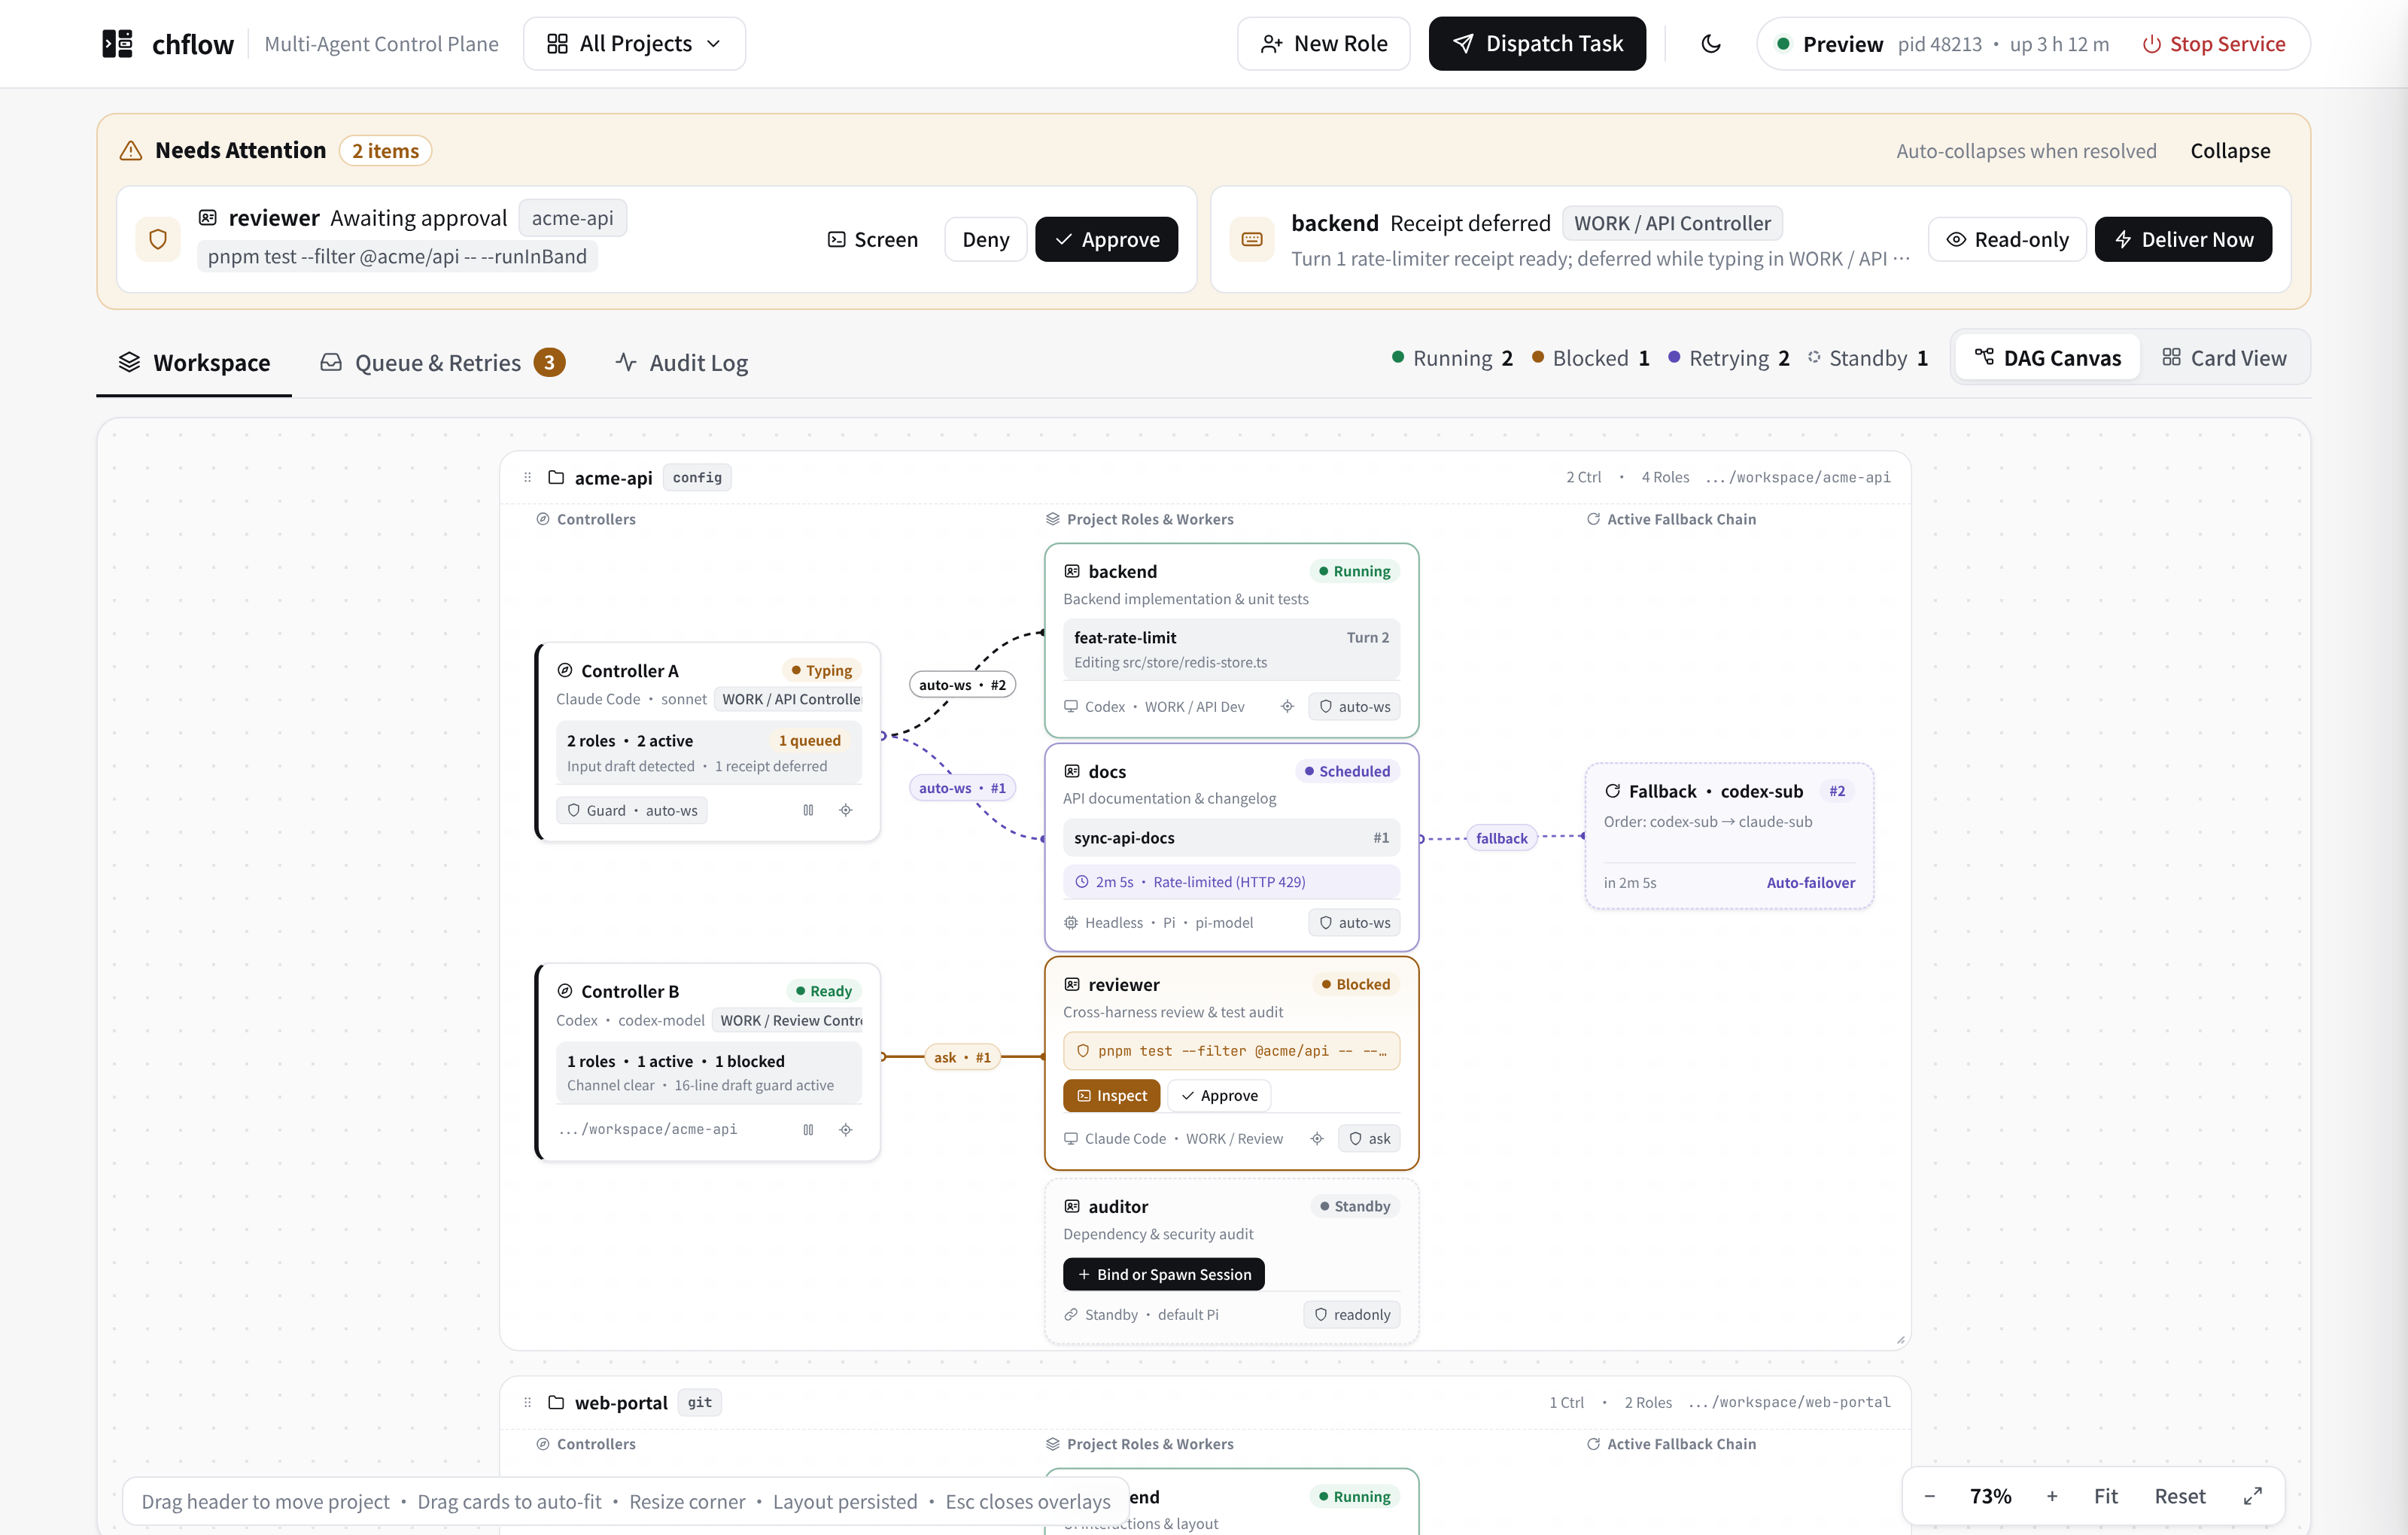 chflow Multi-Agent Control Plane All Projects New Role Dispatch Task Preview pid 48213 • up 3 h 12 m Stop Service
Needs Attention 2 items Auto-collapses when resolved Collapse
reviewer Awaiting approval acme-api
pnpm test --filter @acme/api -- --runInBand
Screen Deny Approve
backend Receipt deferred WORK / API Controller
Turn 1 rate-limiter receipt ready; deferred while typing in WORK / API ···
Read-only Deliver Now
Workspace Queue & Retries 3 Audit Log
Running 2 Blocked 1 Retrying 2 Standby 1 DAG Canvas Card View
acme-api config 2 Ctrl • 4 Roles .../workspace/acme-api
Controllers Project Roles & Workers Active Fallback Chain
Controller A Typing
Claude Code • sonnet WORK / API Controller
2 roles • 2 active 1 queued
Input draft detected • 1 receipt deferred
Guard • auto-ws
auto-ws • #2
auto-ws • #1
backend Running
Backend implementation & unit tests
feat-rate-limit Turn 2
Editing src/store/redis-store.ts
Codex • WORK / API Dev auto-ws
docs Scheduled
API documentation & changelog
sync-api-docs #1
2m 5s • Rate-limited (HTTP 429)
Headless • Pi • pi-model auto-ws
fallback
Fallback • codex-sub #2
Order: codex-sub → claude-sub
in 2m 5s Auto-failover
Controller B Ready
Codex • codex-model WORK / Review Contr
1 roles • 1 active • 1 blocked
Channel clear • 16-line draft guard active
.../workspace/acme-api
ask • #1
reviewer Blocked
Cross-harness review & test audit
pnpm test --filter @acme/api -- --…
Inspect Approve
Claude Code • WORK / Review ask
auditor Standby
Dependency & security audit
+ Bind or Spawn Session
Standby • default Pi readonly
web-portal git 1 Ctrl • 2 Roles .../workspace/web-portal
Controllers Project Roles & Workers Active Fallback Chain
end Running
& layout
Drag header to move project • Drag cards to auto-fit • Resize corner • Layout persisted • Esc closes overlays
− 73% + Fit Reset